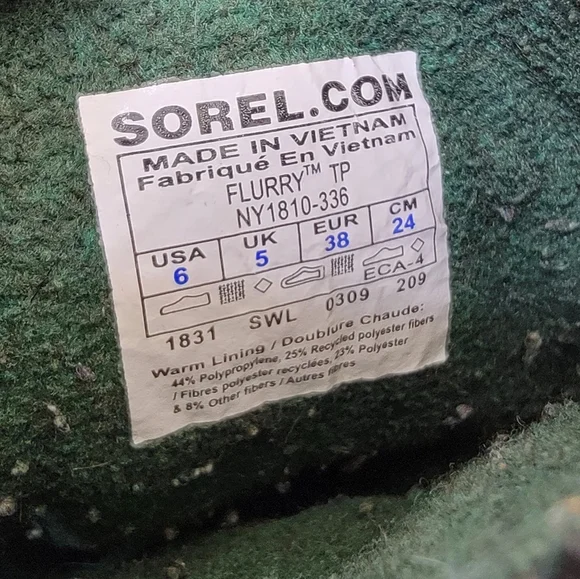 SOREL.COM
MADE IN VIETNAM
Fabriqué En Vietnam
FLURRY™ TP
NY1810-336
USA UK EUR CM
6 5 38 24
ECA-4
1831 SWL 0309 209
Warm Lining / Doublure Chaude:
44% Polypropylene, 25% Recycled polyester fibers
/ Fibres polyester recyclées, 23% Polyester
& 8% Other fibers / Autres fibres